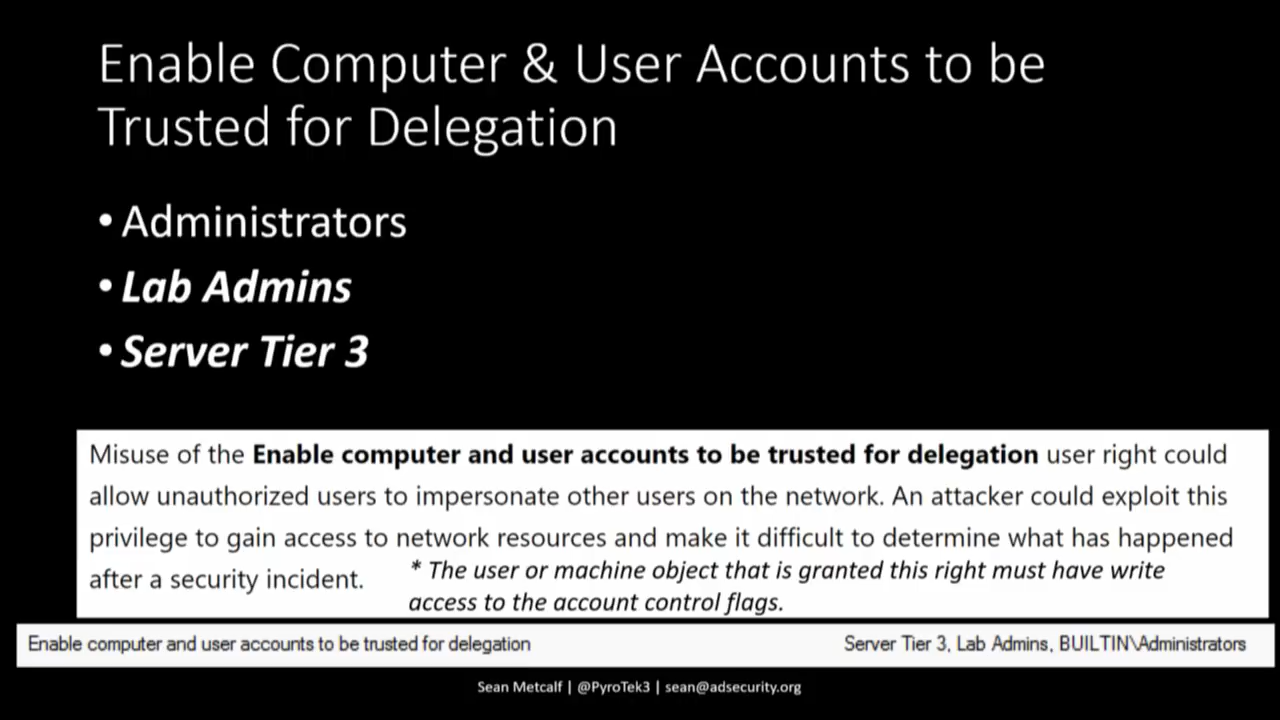 Enable Computer & User Accounts to be
Trusted for Delegation
• Administrators
• Lab Admins
• Server Tier 3
Misuse of the Enable computer and user accounts to be trusted for delegation user right could
allow unauthorized users to impersonate other users on the network. An attacker could exploit this
privilege to gain access to network resources and make it difficult to determine what has happened
after a security incident.
* The user or machine object that is granted this right must have write
access to the account control flags.
Enable computer and user accounts to be trusted for delegation Server Tier 3, Lab Admins, BUILTIN\Administrators
Sean Metcalf | @PyroTek3 | sean@adsecurity.org